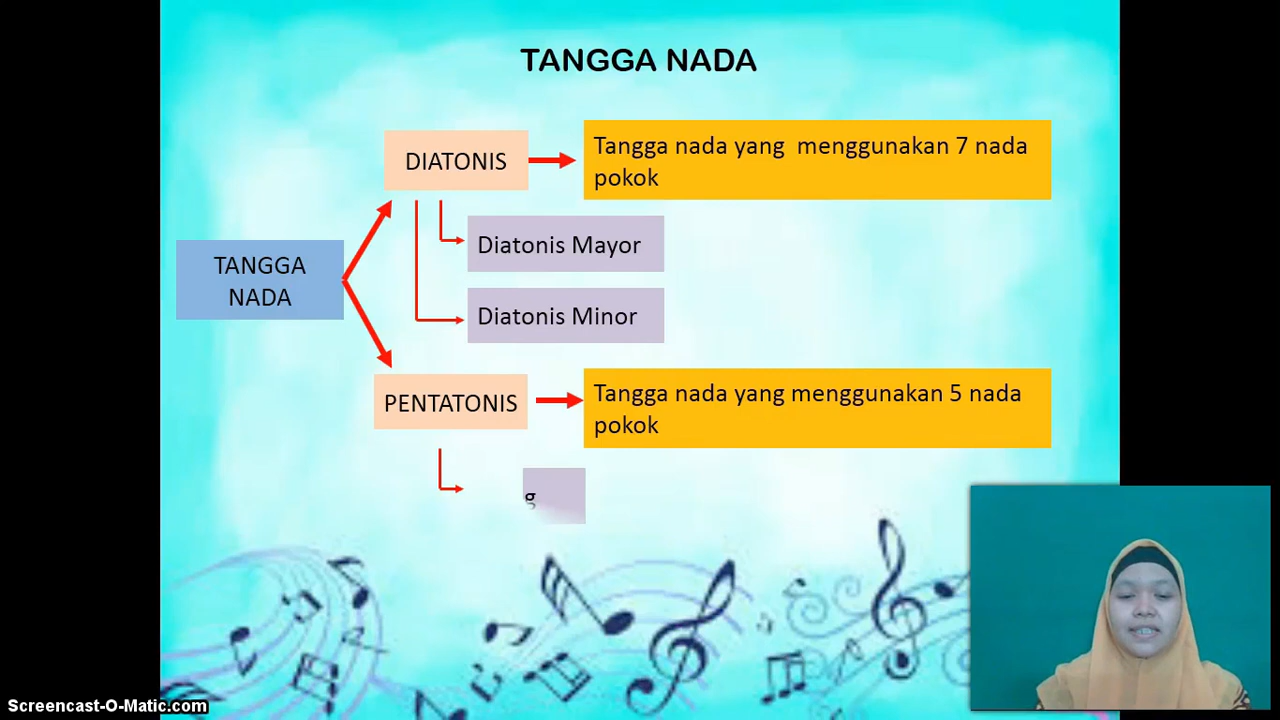 TANGGA NADA
DIATONIS
Tangga nada yang menggunakan 7 nada
pokok
Diatonis Mayor
TANGGA
NADA
Diatonis Minor
PENTATONIS
Tangga nada yang menggunakan 5 nada
pokok
g
Screencast-O-Matic.com